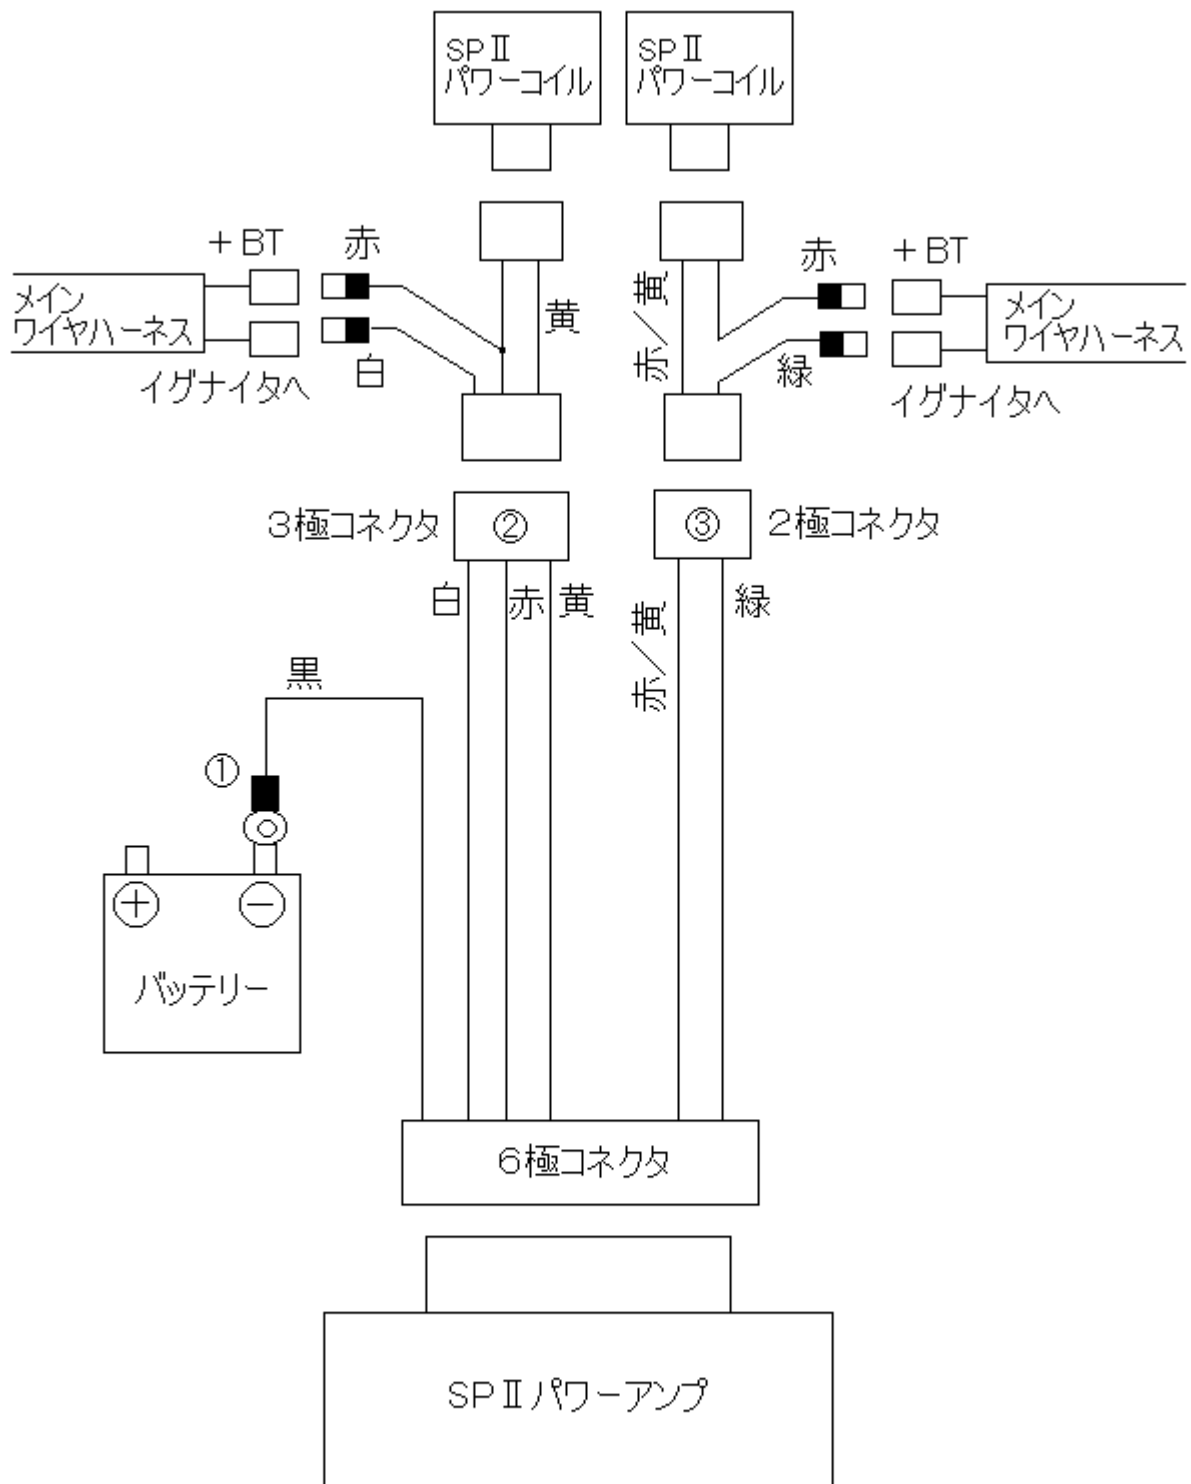 SPⅡ
パワーコイル
SPⅡ
パワーコイル
+BT
赤
メイン
ワイヤハーネス
白
イグナイタへ
黄
赤/黄
赤
+BT
緑
メイン
ワイヤハーネス
イグナイタへ
3極コネクタ
②
③
2極コネクタ
白
赤
黄
赤/黄
緑
黒
①
+
−
バッテリー
6極コネクタ
SPⅡパワーアンプ